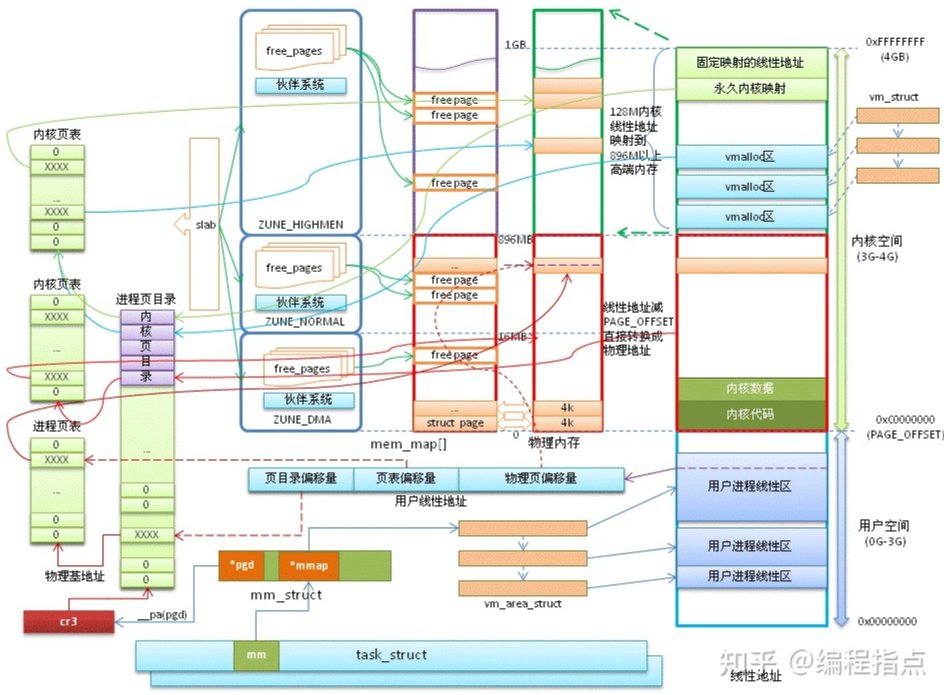 free_pages
伙伴系统
ZUNE_HIGHMEN
1GB
free page
free page
free page
128M内核
线性地址
映射到
896M以上
高端内存
固定映射的线性地址
永久内核映射
vmalloc区
vmalloc区
vmalloc区
0xFFFFFFFF
(4GB)
vm_struct
内核空间
(3G-4G)
内核页表
0
XXXX
...
XXXX
0
0
slab
free_pages
伙伴系统
ZUNE_NORMAL
896MB
...
free page
free page
线性地址减
PAGE_OFFSET
直接转换成
物理地址
内核页表
0
XXXX
...
XXXX
0
进程页目录
内
核
页
目
录
...
0
0
XXXX
0
0
free_pages
伙伴系统
ZUNE_DMA
16MB
free page
...
4k
struct page
4k
0
mem_map[]
物理内存
内核数据
内核代码
0xC0000000
(PAGE_OFFSET)
进程页表
0
XXXX
...
0
0
物理基地址
页目录偏移量
页表偏移量
物理页偏移量
用户线性地址
用户进程线性区
用户进程线性区
用户进程线性区
用户空间
(0G-3G)
*pgd
*mmap
mm_struct
vm_area_struct
cr3
__pa(pgd)
0x00000000
mm
task_struct
线性地址
知乎 @编程指点